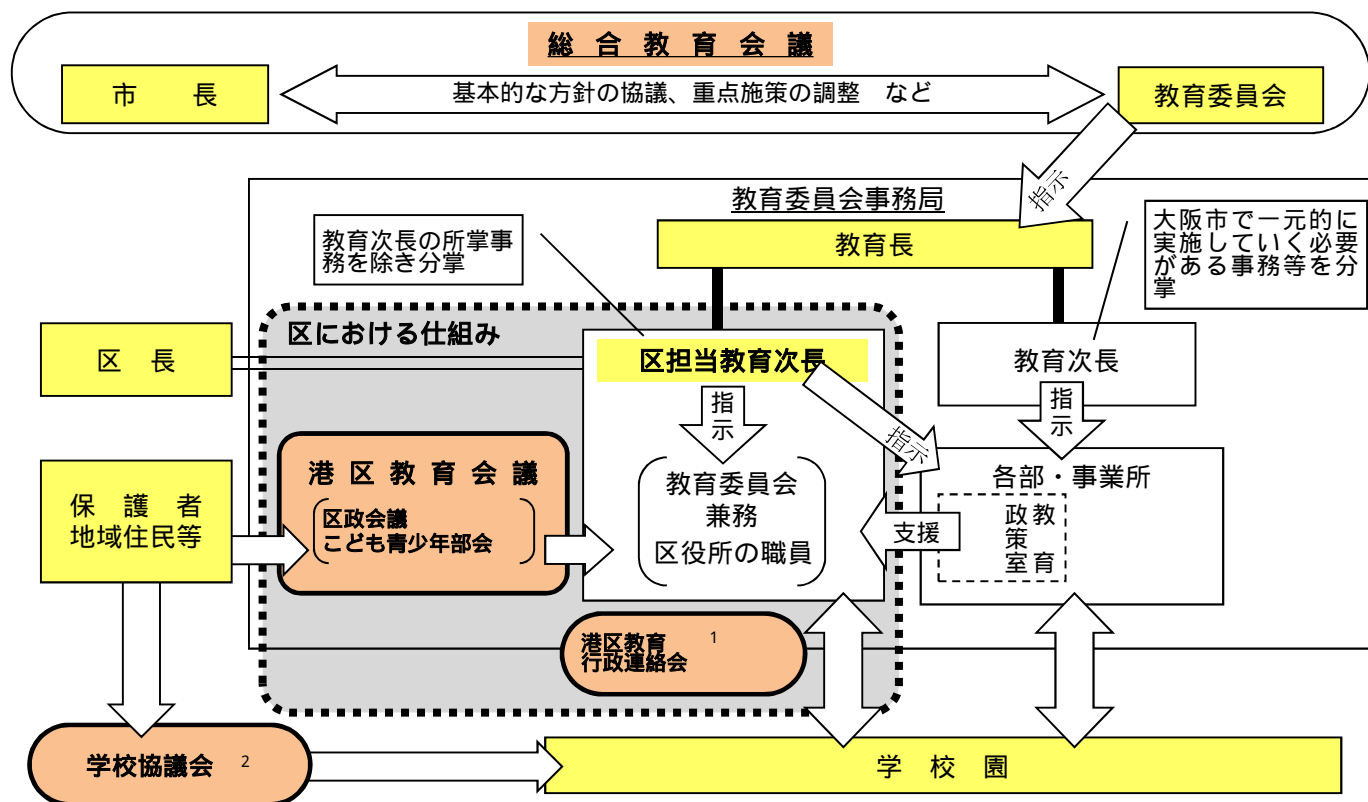 総合教育会議
市　長
基本的な方針の協議、重点施策の調整　など
教育委員会
指示
教育委員会事務局
教育長
教育次長の所掌事
務を除き分掌
大阪市で一元的に
実施していく必要
がある事務等を分
掌
区における仕組み
区　長
区担当教育次長
教育次長
指示
指示
指示
港区教育会議
区政会議
こども青少年部会
保　護　者
地域住民等
教育委員会
兼務
区役所の職員
各部・事業所
教育
政策室
支援
港区教育 1
行政連絡会
学校協議会 2
学　校　園